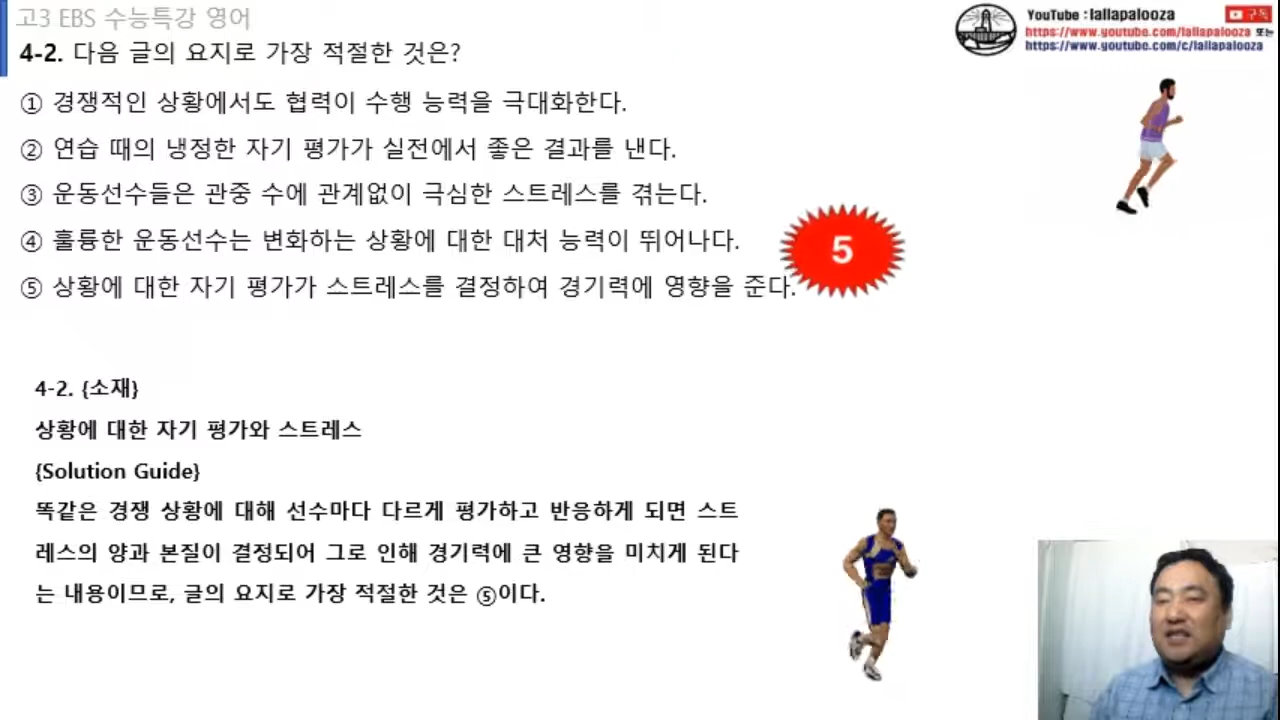 고3 EBS 수능특강 영어
YouTube : lallapalooza
구독
https://www.youtube.com/lallapalooza 또는
https://www.youtube.com/c/lallapalooza
4-2. 다음 글의 요지로 가장 적절한 것은?
① 경쟁적인 상황에서도 협력이 수행 능력을 극대화한다.
② 연습 때의 냉정한 자기 평가가 실전에서 좋은 결과를 낸다.
③ 운동선수들은 관중 수에 관계없이 극심한 스트레스를 겪는다.
④ 훌륭한 운동선수는 변화하는 상황에 대한 대처 능력이 뛰어나다.
⑤ 상황에 대한 자기 평가가 스트레스를 결정하여 경기력에 영향을 준다.
5
4-2. {소재}
상황에 대한 자기 평가와 스트레스
{Solution Guide}
똑같은 경쟁 상황에 대해 선수마다 다르게 평가하고 반응하게 되면 스트
레스의 양과 본질이 결정되어 그로 인해 경기력에 큰 영향을 미치게 된다
는 내용이므로, 글의 요지로 가장 적절한 것은 ⑤이다.